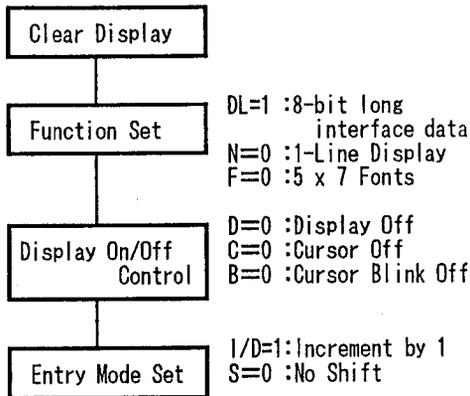 Clear Display
Function Set
DL=1 :8-bit long
interface data
N=0 :1-Line Display
F=0 :5 x 7 Fonts
Display On/Off
Control
D=0 :Display Off
C=0 :Cursor Off
B=0 :Cursor Blink Off
Entry Mode Set
I/D=1:Increment by 1
S=0 :No Shift